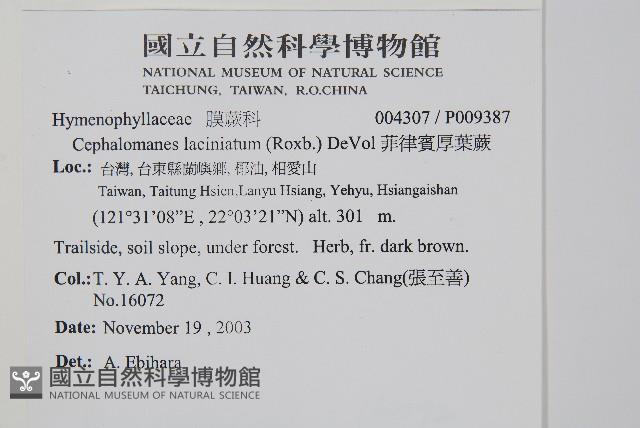 國立自然科學博物館
NATIONAL MUSEUM OF NATURAL SCIENCE
TAICHUNG, TAIWAN, R.O.CHINA
Hymenophyllaceae 膜蕨科 004307 / P009387
Cephalomanes laciniatum (Roxb.) DeVol 菲律賓厚葉蕨
Loc.: 台灣, 台東縣蘭嶼鄉, 椰油, 相愛山
Taiwan, Taitung Hsien,Lanyu Hsiang, Yehyu, Hsiangaishan
(121°31'08"E , 22°03'21"N) alt. 301 m.
Trailside, soil slope, under forest. Herb, fr. dark brown.
Col.: T. Y. A. Yang, C. I. Huang & C. S. Chang(張至善)
No.16072
Date: November 19 , 2003
Det.: A. Ebihara
國立自然科學博物館
NATIONAL MUSEUM OF NATURAL SCIENCE